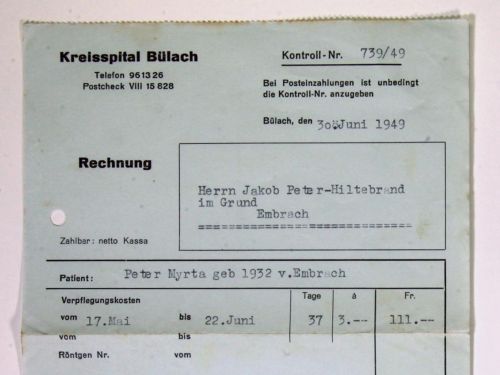 Kreisspital Bülach
Telefon 96 13 26
Postcheck VIII 15 828
Kontroll-Nr. 739/49
Bei Posteinzahlungen ist unbedingt
die Kontroll-Nr. anzugeben
Bülach, den 30. Juni 1949
Rechnung
Herrn Jakob Peter-Hiltebrand
im Grund
Embrach
Zahlbar: netto Kassa
Patient: Peter Myrta geb 1932 v.Embrach
Verpflegungskosten Tage à Fr.
vom 17.Mai bis 22.Juni 37 3.-- 111.--
vom bis
Röntgen Nr. vom